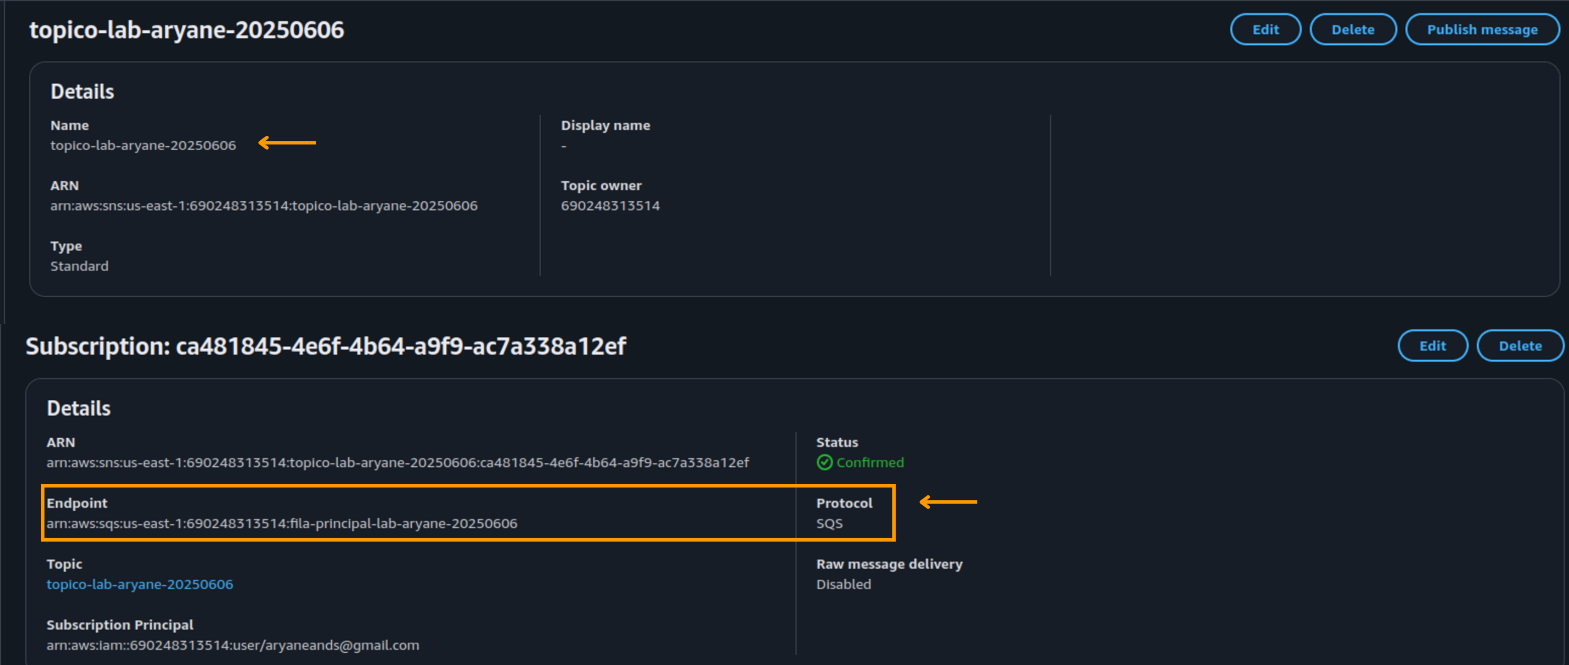 topico-lab-aryane-20250606
Edit
Delete
Publish message
Details
Name
topico-lab-aryane-20250606
Display name
-
ARN
arn:aws:sns:us-east-1:690248313514:topico-lab-aryane-20250606
Topic owner
690248313514
Type
Standard
Subscription: ca481845-4e6f-4b64-a9f9-ac7a338a12ef
Edit
Delete
Details
ARN
arn:aws:sns:us-east-1:690248313514:topico-lab-aryane-20250606:ca481845-4e6f-4b64-a9f9-ac7a338a12ef
Status
Confirmed
Endpoint
arn:aws:sqs:us-east-1:690248313514:fila-principal-lab-aryane-20250606
Protocol
SQS
Topic
topico-lab-aryane-20250606
Raw message delivery
Disabled
Subscription Principal
arn:aws:iam::690248313514:user/aryaneands@gmail.com